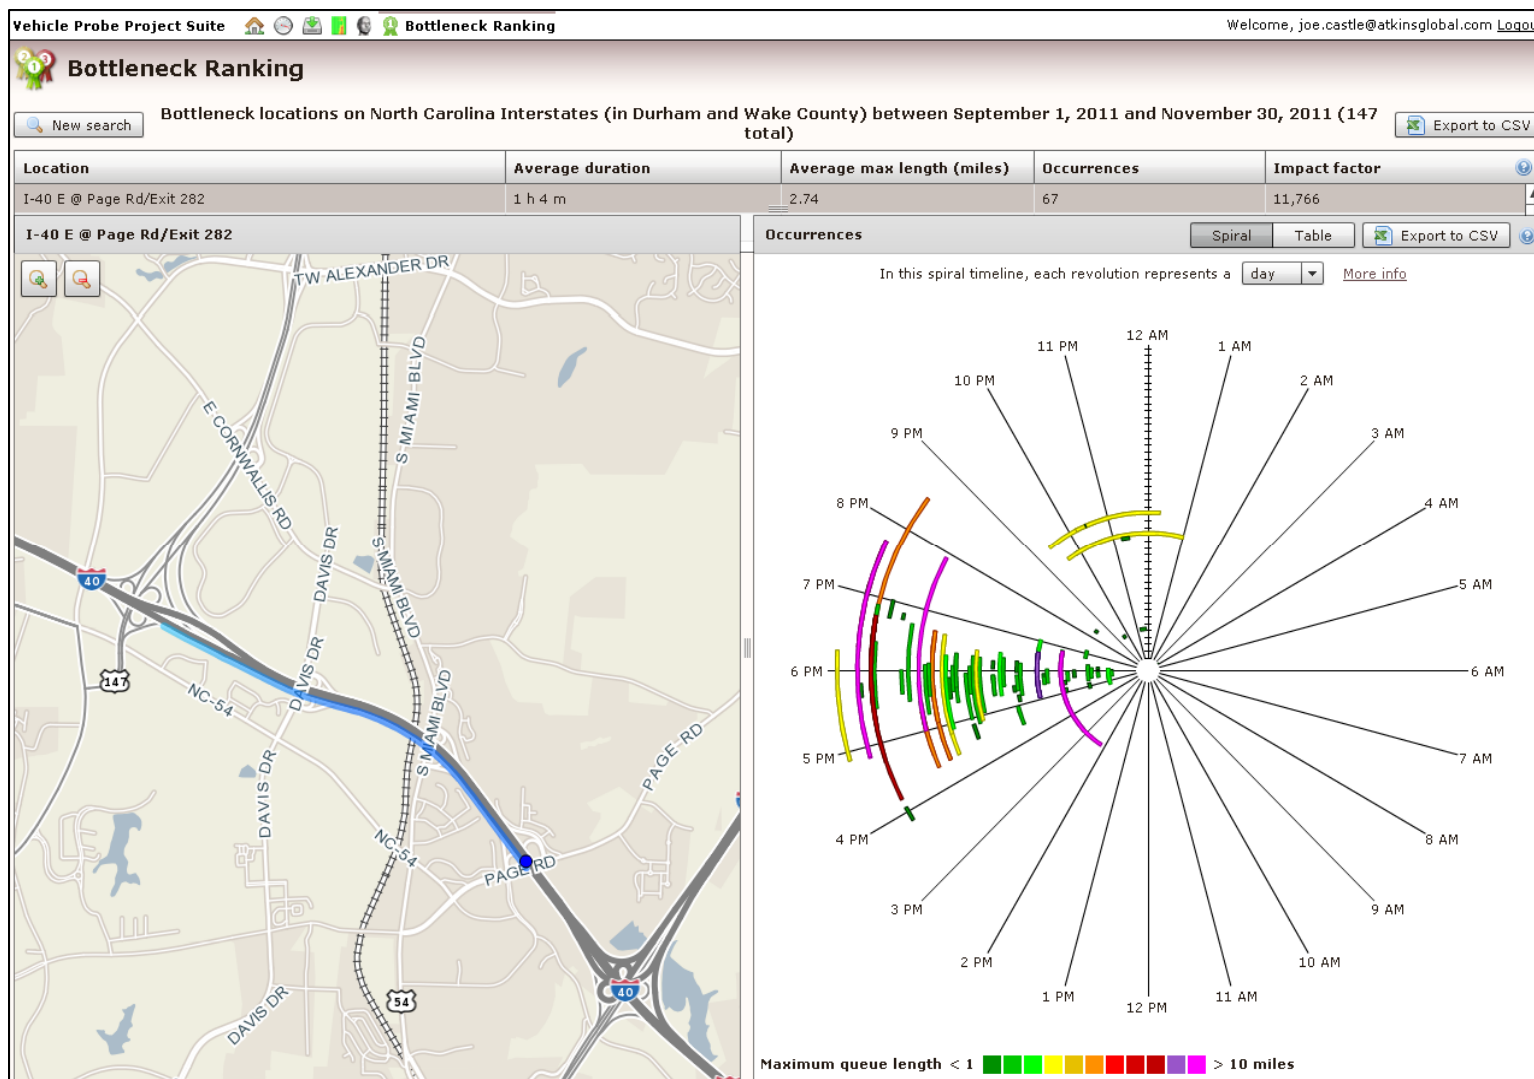 Vehicle Probe Project Suite Bottleneck Ranking Welcome, joe.castle@atkinsglobal.com Logou
Bottleneck Ranking
New search
Bottleneck locations on North Carolina Interstates (in Durham and Wake County) between September 1, 2011 and November 30, 2011 (147
total)
Export to CSV
Location Average duration Average max length (miles) Occurrences Impact factor
I-40 E @ Page Rd/Exit 282 1 h 4 m 2.74 67 11,766
I-40 E @ Page Rd/Exit 282
Occurrences Spiral Table Export to CSV
In this spiral timeline, each revolution represents a day More info
TW ALEXANDER DR
S MIAMI BLVD
E CORNWALLIS RD
DAVIS DR
S MIAMI BLVD
40
DAVIS DR
147
NC-54
S MIAMI BLVD
PAGE RD
DAVIS DR
NC-54
PAGE RD
40
54
DAVIS DR
12 AM
1 AM
2 AM
3 AM
4 AM
5 AM
6 AM
7 AM
8 AM
9 AM
10 AM
11 AM
12 PM
1 PM
2 PM
3 PM
4 PM
5 PM
6 PM
7 PM
8 PM
9 PM
10 PM
11 PM
Maximum queue length < 1 > 10 miles